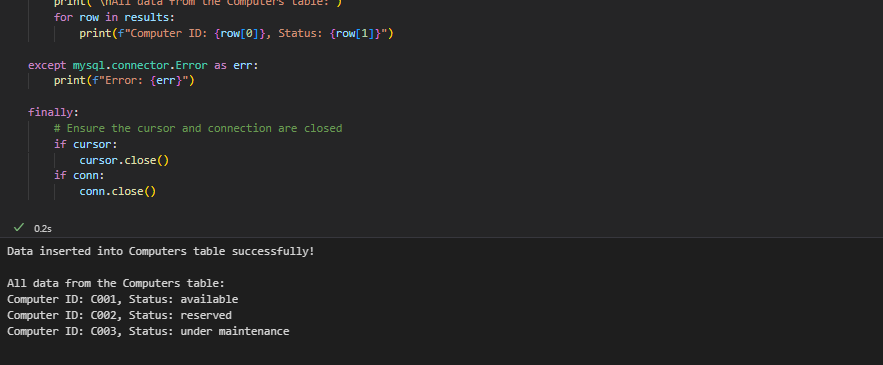 print("\nAll data from the Computers table:")
for row in results:
print(f"Computer ID: {row[0]}, Status: {row[1]}")
except mysql.connector.Error as err:
print(f"Error: {err}")
finally:
# Ensure the cursor and connection are closed
if cursor:
cursor.close()
if conn:
conn.close()
0.2s
Data inserted into Computers table successfully!
All data from the Computers table:
Computer ID: C001, Status: available
Computer ID: C002, Status: reserved
Computer ID: C003, Status: under maintenance